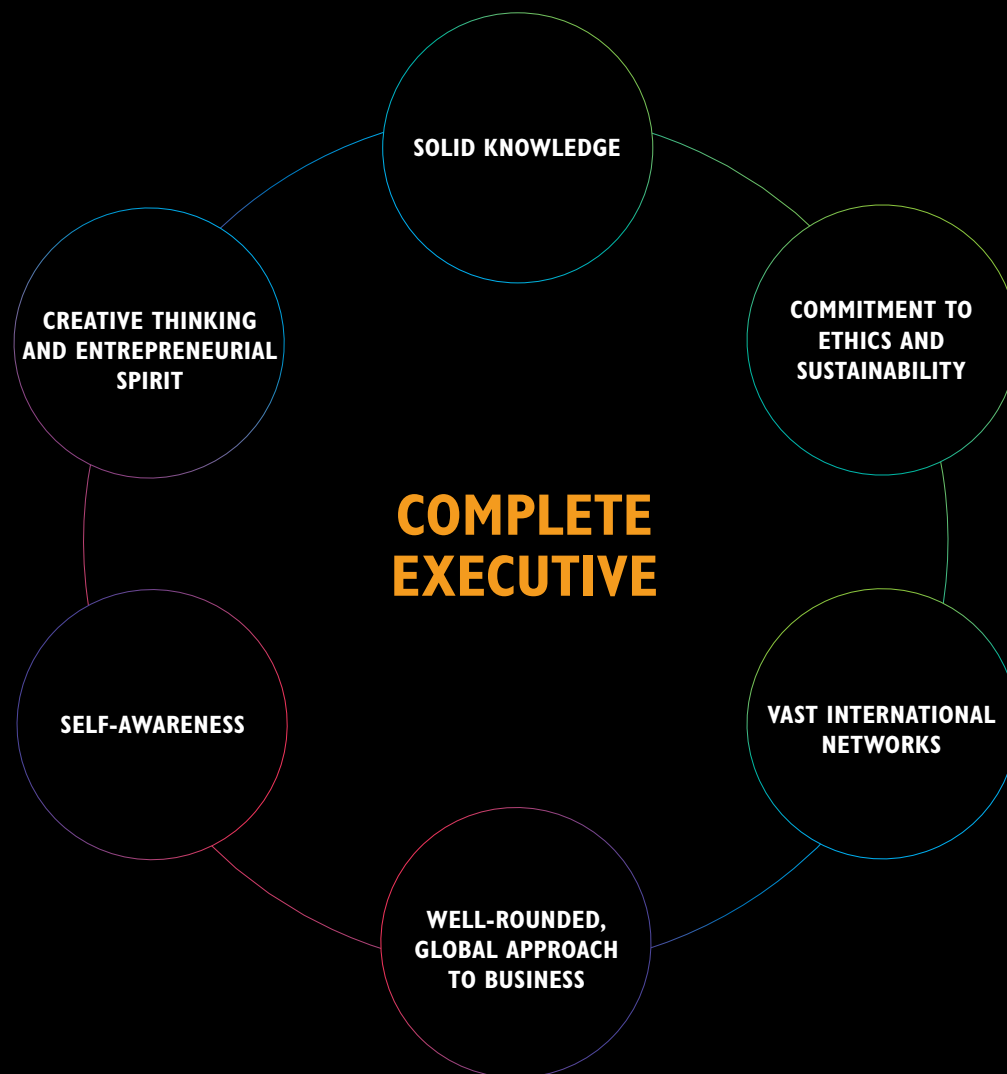 SOLID KNOWLEDGE
COMMITMENT TO
ETHICS AND
SUSTAINABILITY
VAST INTERNATIONAL
NETWORKS
WELL-ROUNDED,
GLOBAL APPROACH
TO BUSINESS
SELF-AWARENESS
CREATIVE THINKING
AND ENTREPRENEURIAL
SPIRIT
COMPLETE
EXECUTIVE